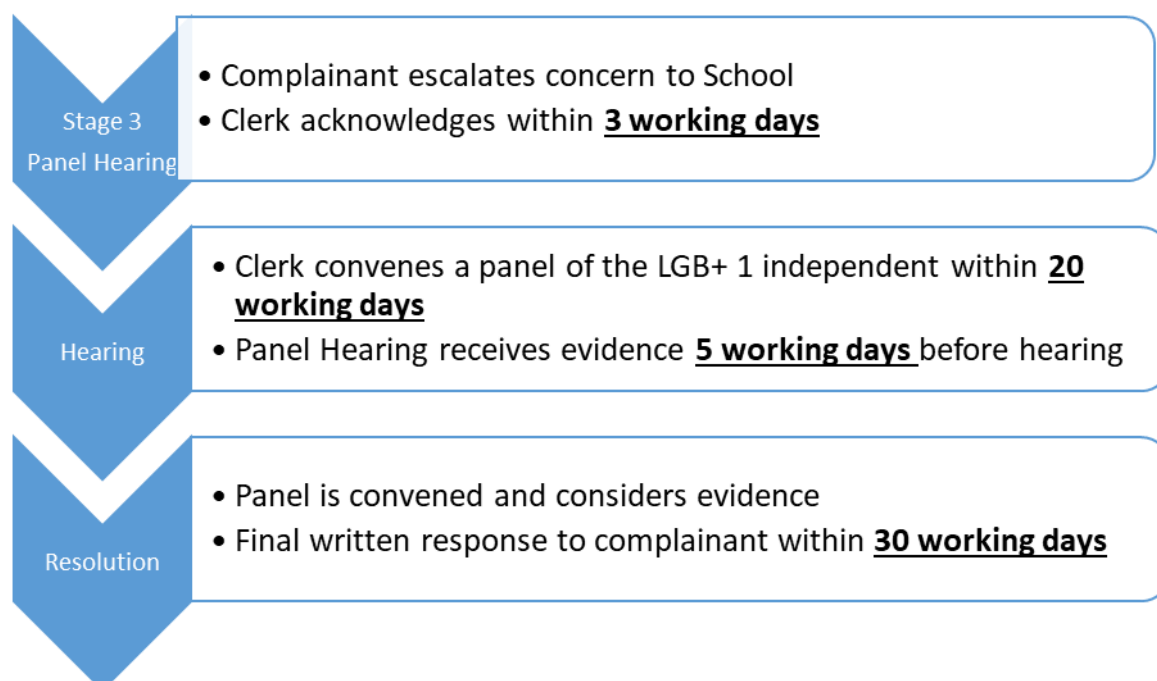 Stage 3
Panel Hearing
• Complainant escalates concern to School
• Clerk acknowledges within 3 working days
Hearing
• Clerk convenes a panel of the LGB+ 1 independent within 20
working days
• Panel Hearing receives evidence 5 working days before hearing
Resolution
• Panel is convened and considers evidence
• Final written response to complainant within 30 working days